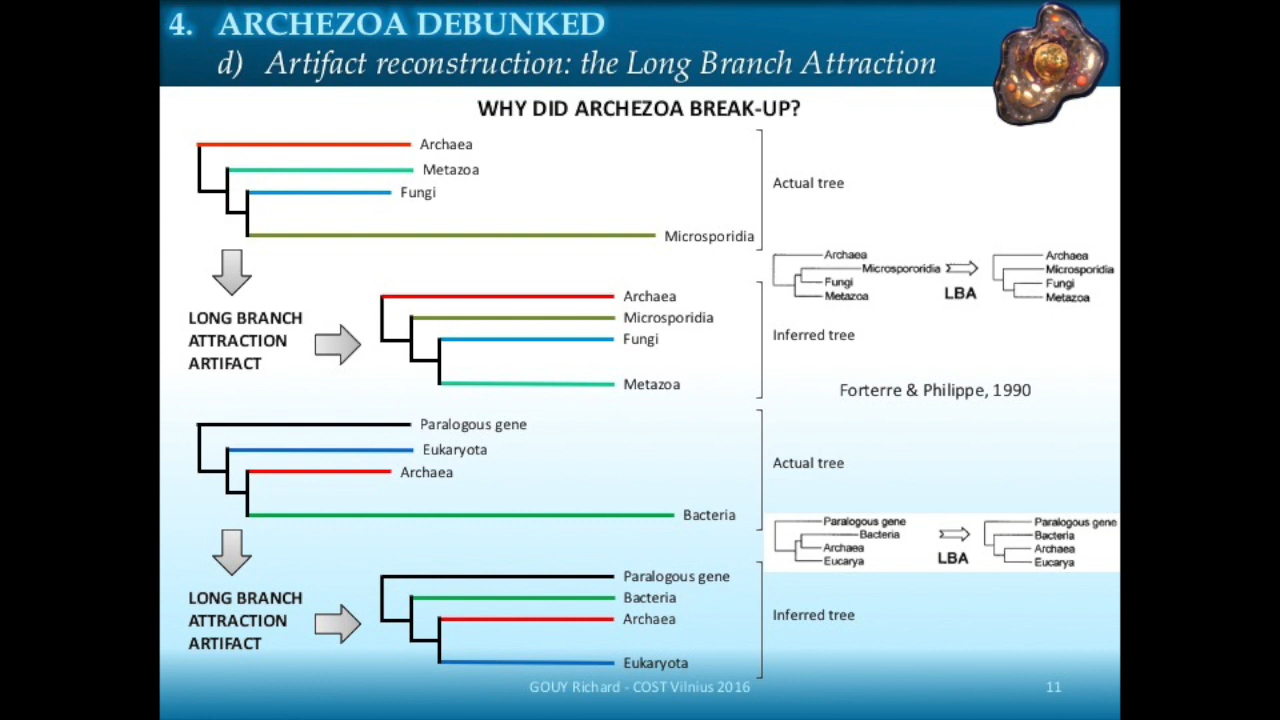 4. ARCHEZOA DEBUNKED
d) Artifact reconstruction: the Long Branch Attraction
WHY DID ARCHEZOA BREAK-UP?
Archaea
Metazoa
Fungi
Microsporidia
Actual tree
Archaea
Microspororidia
Fungi
Metazoa
LBA
Archaea
Microsporidia
Fungi
Metazoa
LONG BRANCH
ATTRACTION
ARTIFACT
Archaea
Microsporidia
Fungi
Metazoa
Inferred tree
Forterre & Philippe, 1990
Paralogous gene
Eukaryota
Archaea
Bacteria
Actual tree
Paralogous gene
Bacteria
Archaea
Eucarya
LBA
Paralogous gene
Bacteria
Archaea
Eucarya
LONG BRANCH
ATTRACTION
ARTIFACT
Paralogous gene
Bacteria
Archaea
Eukaryota
Inferred tree
GOUY Richard - COST Vilnius 2016
11